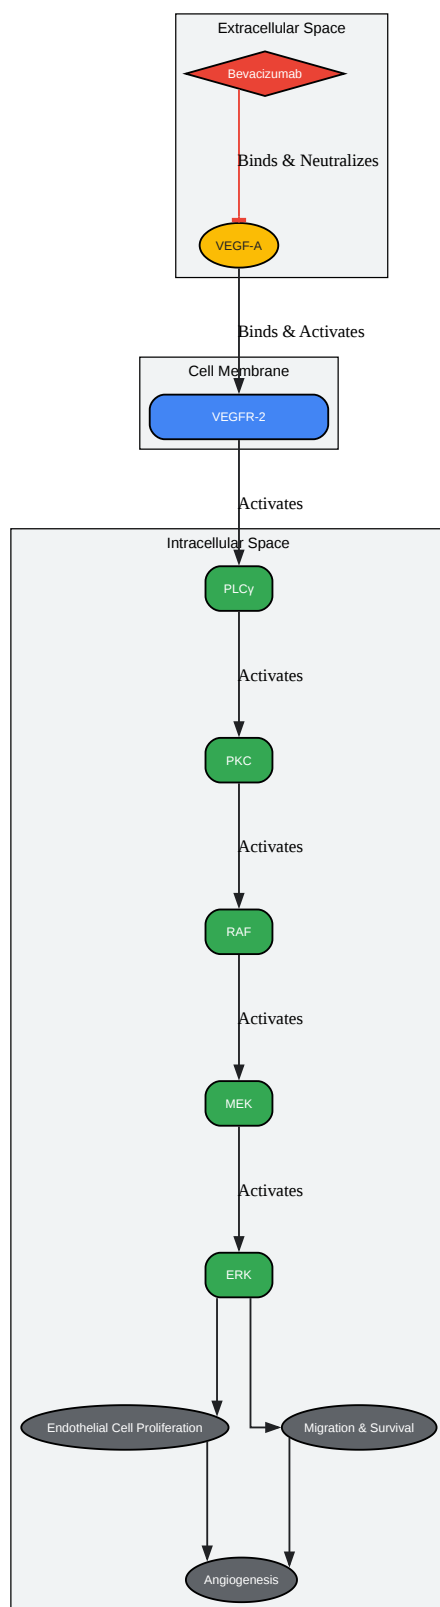 Extracellular Space
Bevacizumab
Binds & Neutralizes
VEGF-A
Binds & Activates
Cell Membrane
VEGFR-2
Activates
Intracellular Space
PLCγ
Activates
PKC
Activates
RAF
Activates
MEK
Activates
ERK
Endothelial Cell Proliferation
Migration & Survival
Angiogenesis